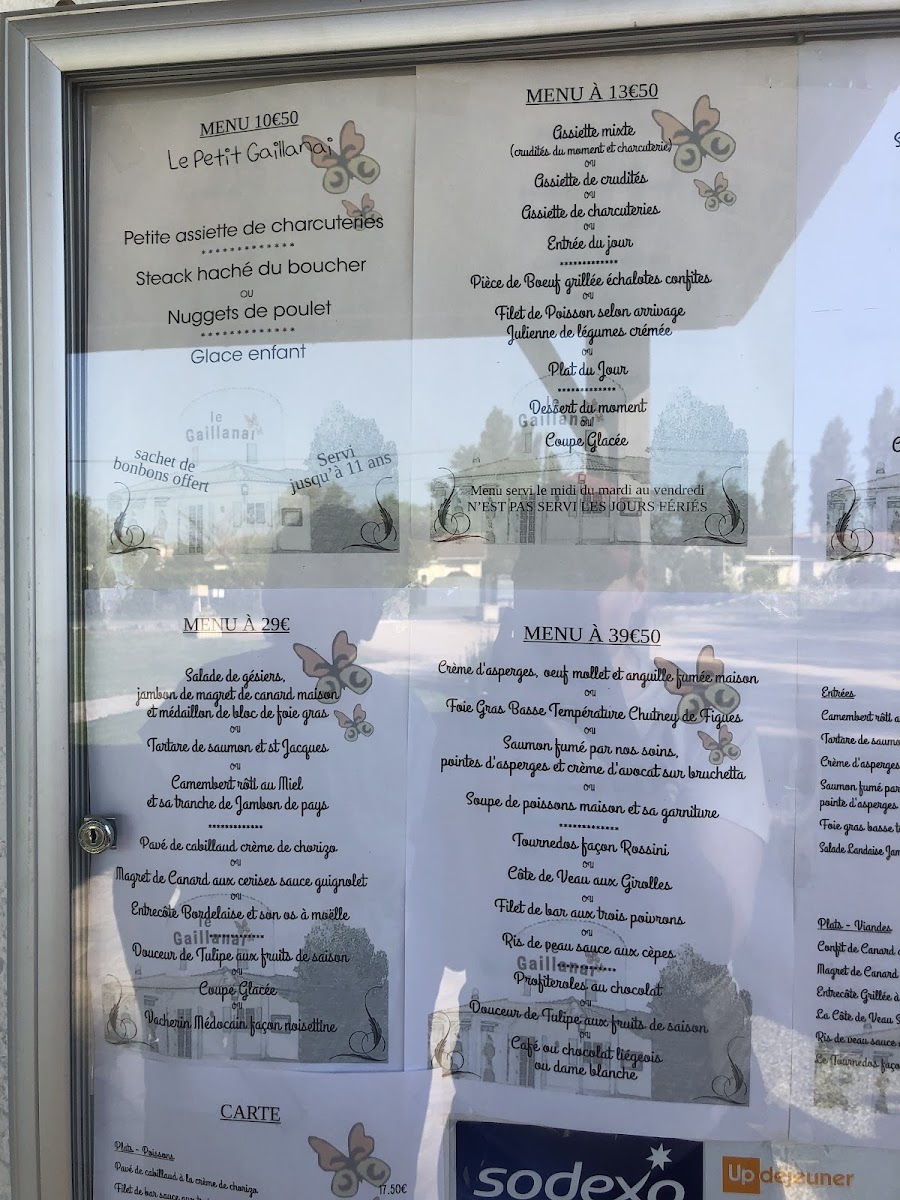 MENU 10€50
Le Petit Gaillanai
Petite assiette de charcuteries
*************
Steack haché du boucher
ou
Nuggets de poulet
*************
Glace enfant
le
Gaillanai
sachet de
bonbons offert
Servi
jusqu'à 11 ans
MENU À 13€50
Assiette mixte
(crudités du moment et charcuterie)
ou
Assiette de crudités
ou
Assiette de charcuteries
ou
Entrée du jour
*************
Pièce de Boeuf grillée échalotes confites
ou
Filet de Poisson selon arrivage
Julienne de légumes crémée
ou
Plat du Jour
*************
Dessert du moment
ou
Gaillanai
Coupe Glacée
Menu servi le midi du mardi au vendredi
N'EST PAS SERVI LES JOURS FÉRIÉS
MENU À 29€
Salade de gésiers,
jambon de magret de canard maison
et médaillon de bloc de foie gras
ou
Tartare de saumon et st Jacques
ou
Camembert rôti au Miel
et sa tranche de Jambon de pays
*************
Pavé de cabillaud crème de chorizo
ou
Magret de Canard aux cerises sauce guignolet
ou
Entrecôte Bordelaise et son os à moëlle
le
*************
Gaillanai
Douceur de Tulipe aux fruits de saison
ou
Coupe Glacée
ou
Vacherin Médocain façon noisettine
MENU À 39€50
Crème d'asperges, oeuf mollet et anguille fumée maison
ou
Foie Gras Basse Température Chutney de Figues
ou
Saumon fumé par nos soins,
pointes d'asperges et crème d'avocat sur bruchetta
ou
Soupe de poissons maison et sa garniture
*************
Tournedos façon Rossini
ou
Côte de Veau aux Girolles
ou
Filet de bar aux trois poivrons
ou
Ris de veau sauce aux cèpes
*************
Gaillanai
Profiteroles au chocolat
ou
Douceur de Tulipe aux fruits de saison
ou
Café ou chocolat liégeois
ou dame blanche
Entrées
Camembert rôti a
Tartare de saumo
Crème d'asperges
Saumon fumé par
pointe d'asperges
Foie gras basse t
Salade Landaise Jam
Plats - Viandes
Confit de Canard
Magret de Canard
Entrecôte Grillée à
La Côte de Veau
Ris de veau sauce
Le Tournedos faço
CARTE
Plats - Poissons
Pavé de cabillaud à la crème de chorizo
17.50€
Filet de bar sauce aux
sodexo
Up déjeuner